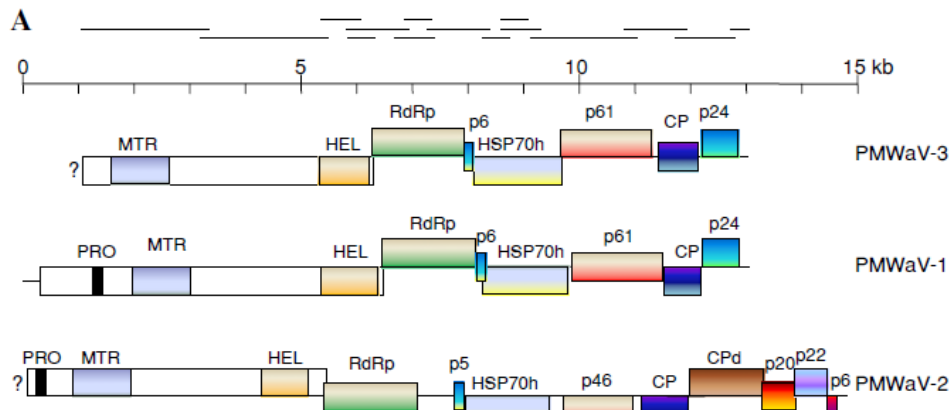 A
0 5 10 15 kb
RdRp p6 p61 CP p24
MTR HEL HSP70h
? PMWaV-3
RdRp p6 p61 p24
PRO MTR HEL HSP70h CP
PMWaV-1
PRO MTR HEL RdRp p5 HSP70h p46 CP CPd p20 p22
? p6 PMWaV-2